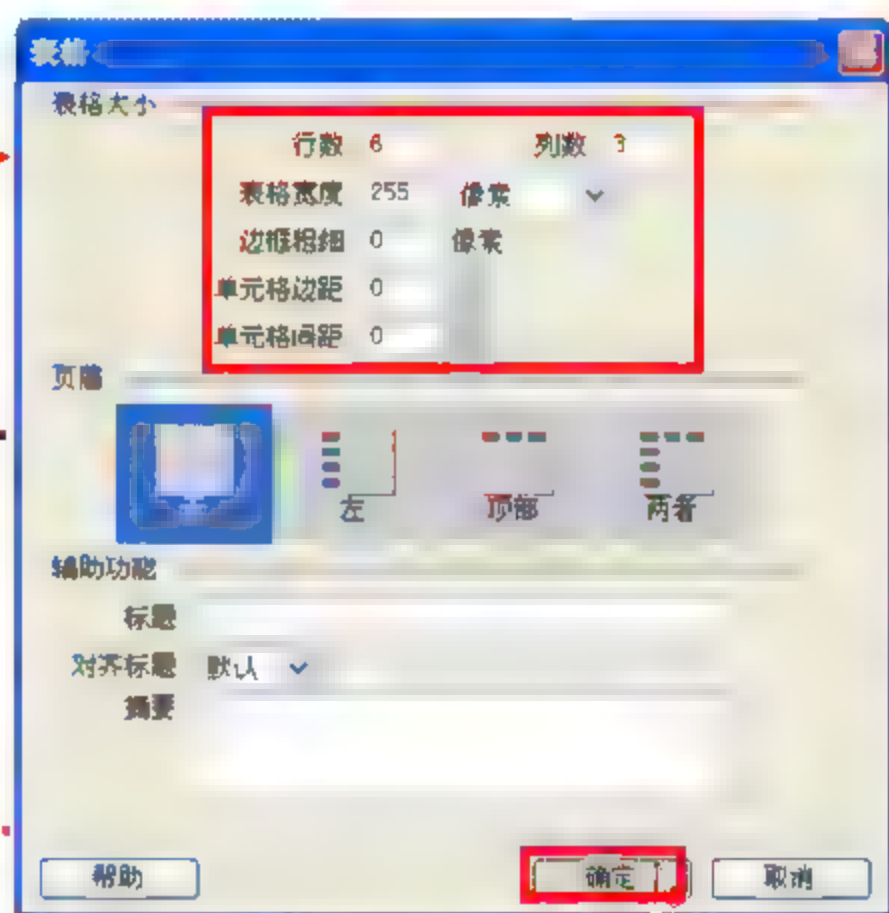 表格
表格大小
行数 6 列数 3
表格宽度 255 像素
边框粗细 0 像素
单元格边距 0
单元格间距 0
页眉
左 顶部 两者
辅助功能
标题
对齐标题 默认
摘要
帮助 确定 取消